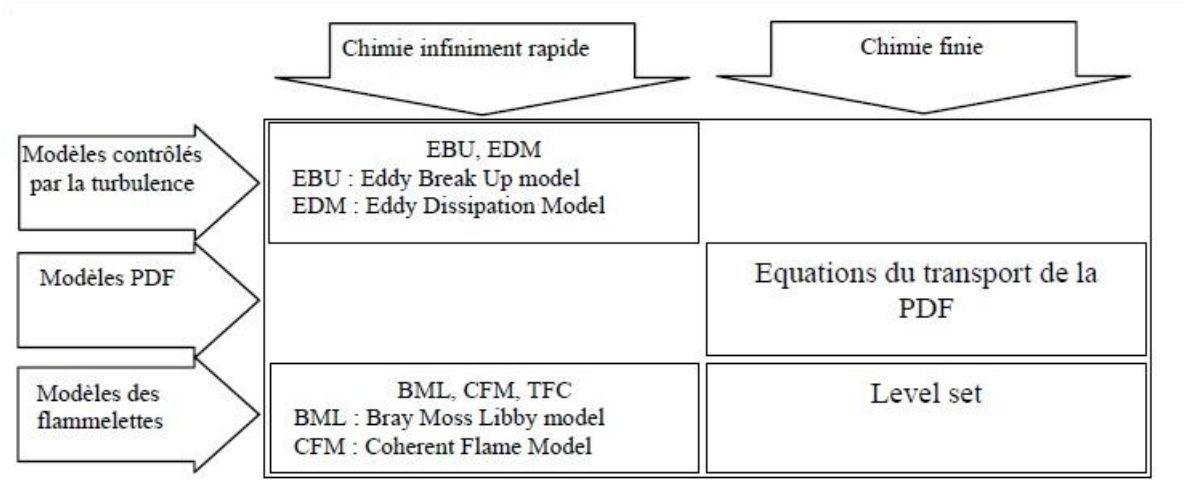 Chimie infiniment rapide
Chimie finie
Modèles contrôlés
par la turbulence
EBU, EDM
EBU : Eddy Break Up model
EDM : Eddy Dissipation Model
Modèles PDF
Equations du transport de la
PDF
Modèles des
flammelettes
BML, CFM, TFC
BML : Bray Moss Libby model
CFM : Coherent Flame Model
Level set